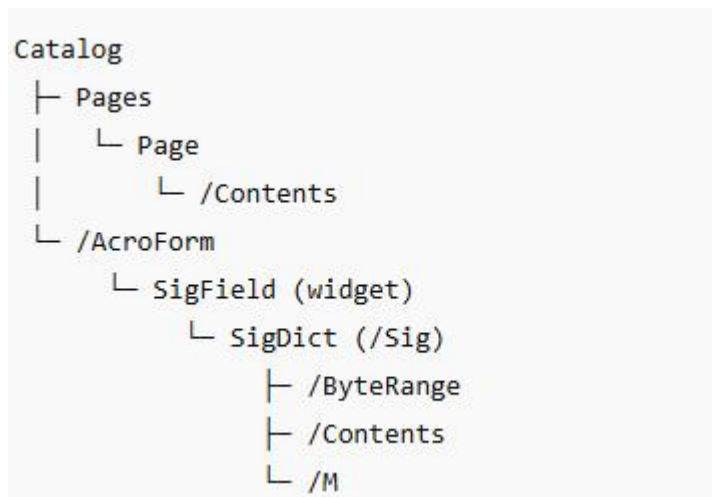 Catalog
├─ Pages
│   └─ Page
│       └─ /Contents
└─ /AcroForm
     └─ SigField (widget)
          └─ SigDict (/Sig)
               ├─ /ByteRange
               ├─ /Contents
               └─ /M